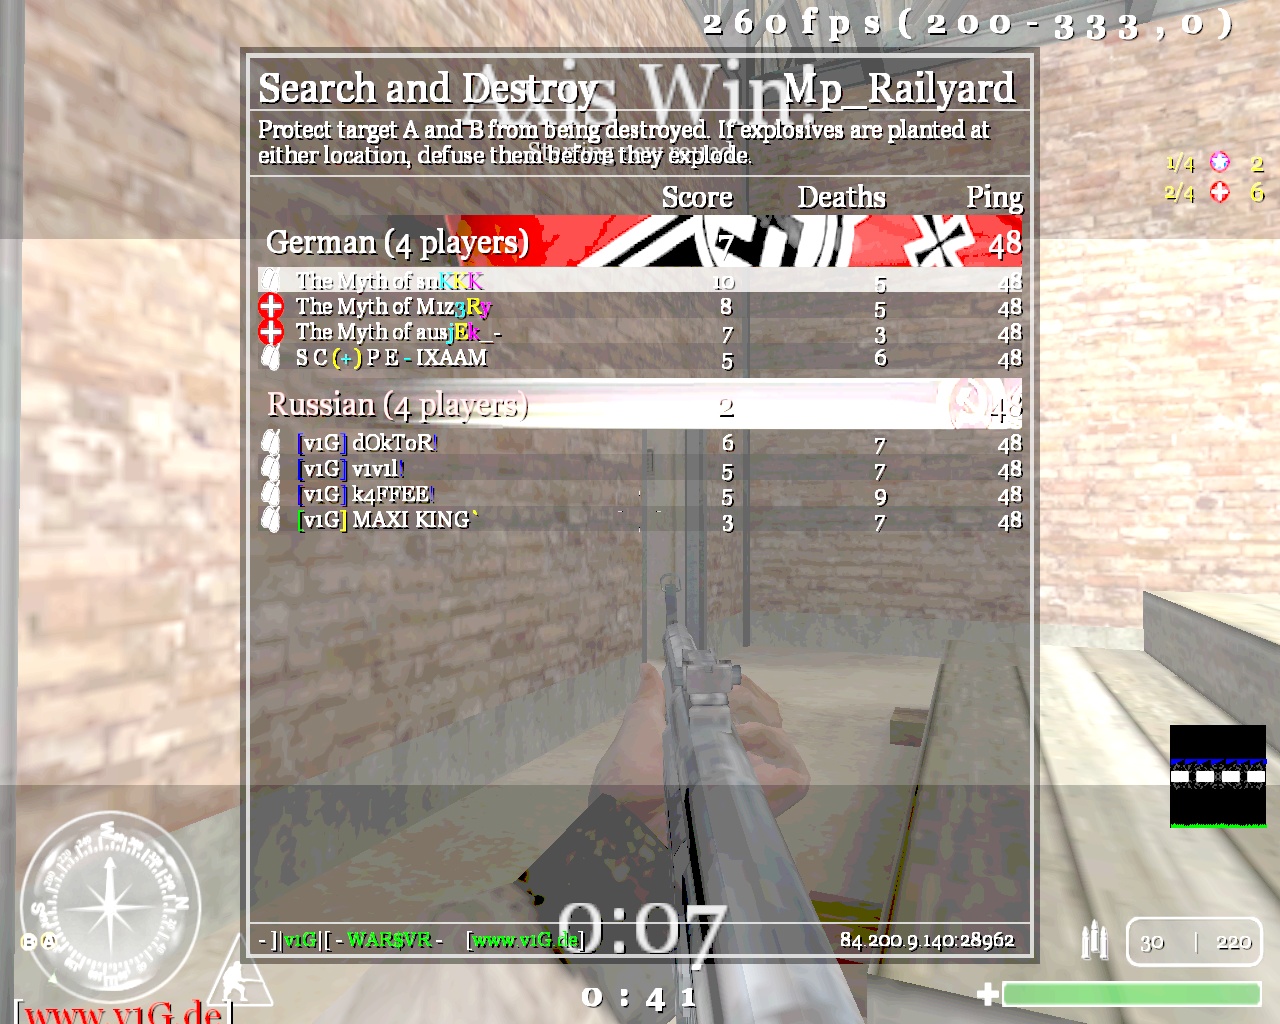 260fps(200-333,0)
Axis Win!
Search and Destroy Mp_Railyard
Protect target A and B from being destroyed. If explosives are planted at
either location, defuse them before they explode.
1/4 2
2/4 6
Score Deaths Ping
German (4 players) 7 48
The Myth of snKKK 10 5 48
The Myth of M1z3Ry 8 5 48
The Myth of ausjEk_- 7 3 48
S C (+) P E - IXAAM 5 6 48
Russian (4 players) 2 48
[v1G] dOkToR! 6 7 48
[v1G] v1v1l! 5 7 48
[v1G] k4FFEE! 5 9 48
[v1G] MAXI KING` 3 7 48
0:07
- ]|v1G|[ - WAR$VR - [www.v1G.de] 84.200.9.140:28962
B A
30 | 220
0:41
[www.v1G.de]